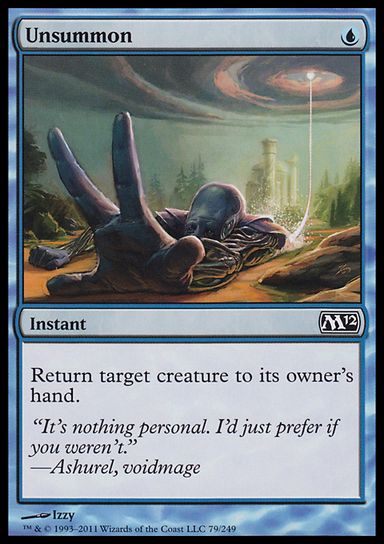 Unsummon
Instant
M12
Return target creature to its owner's
hand.
“It's nothing personal. I'd just prefer if
you weren't.”
—Ashurel, voidmage
Izzy
™ & © 1993–2011 Wizards of the Coast LLC 79/249